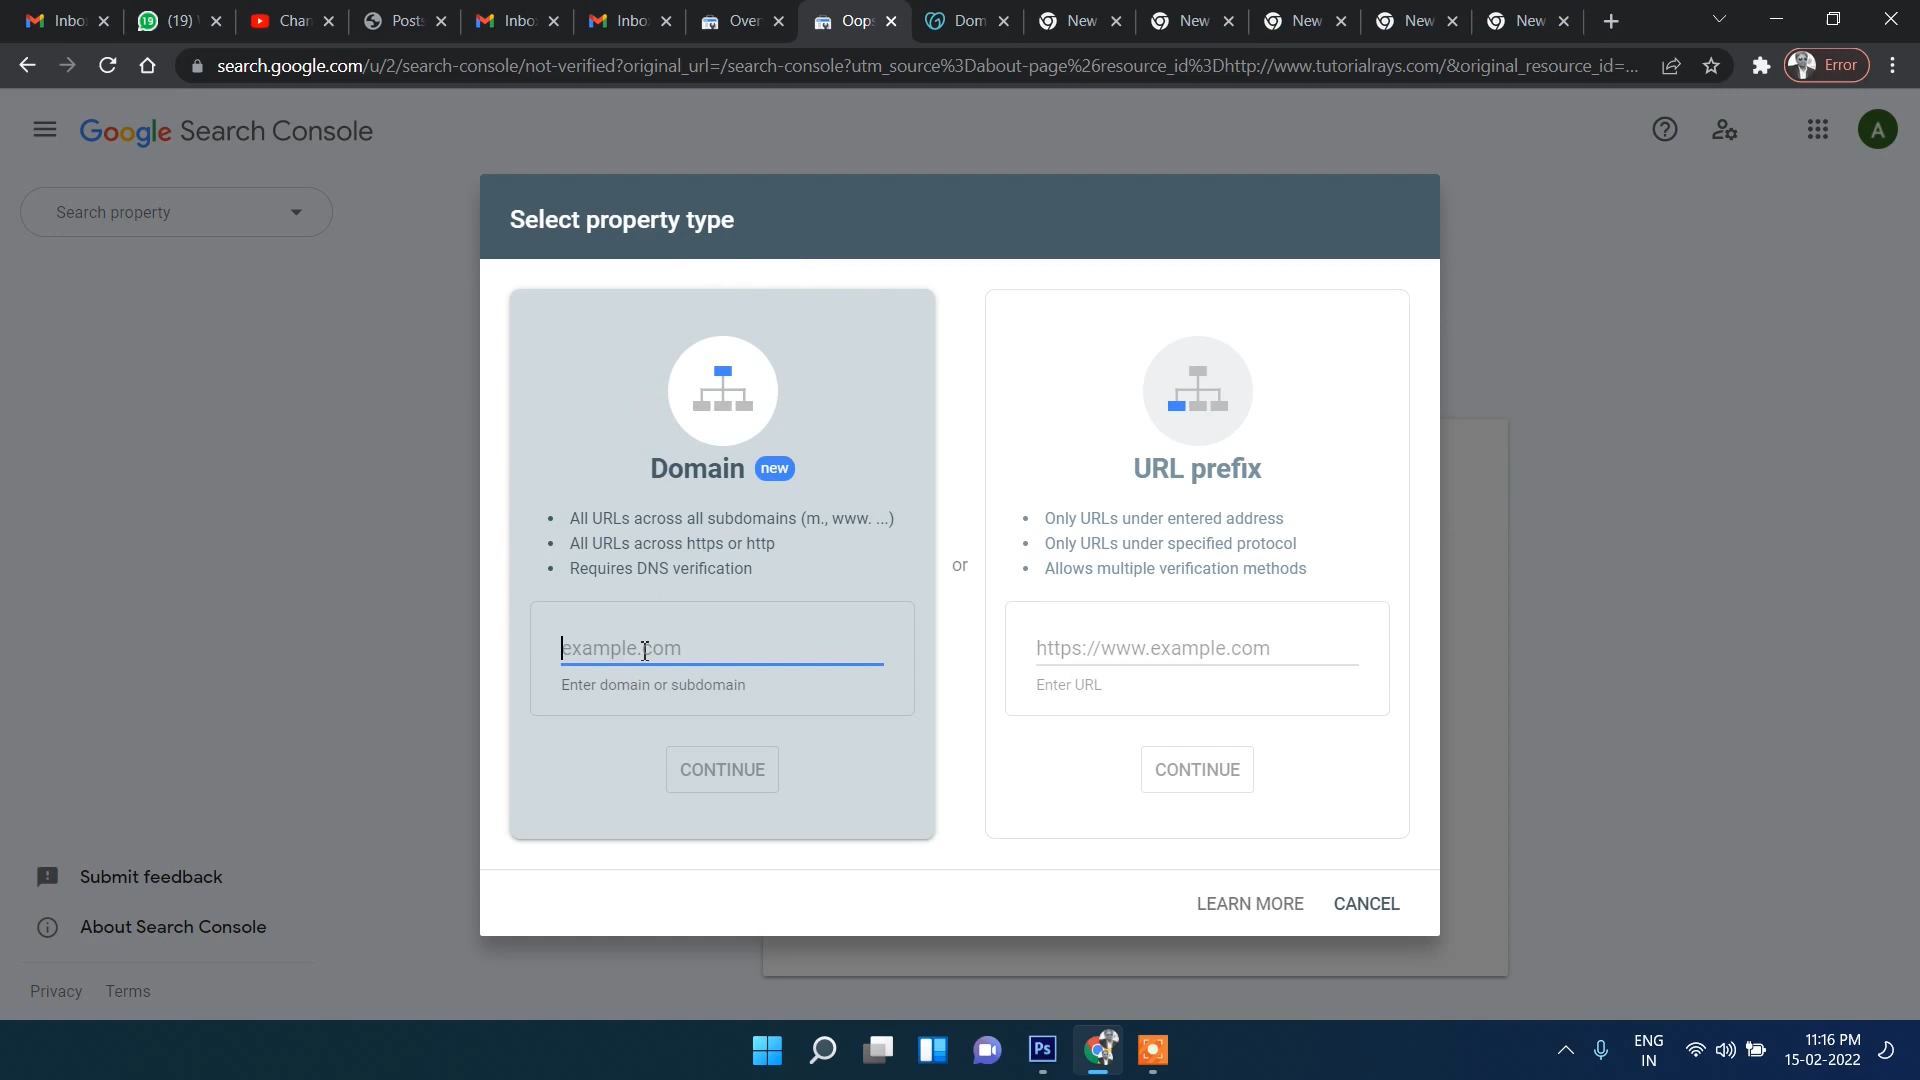 Inbo
19 (19)
Chan
Posts
Inbo
Inbo
Over
Oops
Dom
New
New
New
New
New
search.google.com/u/2/search-console/not-verified?original_url=/search-console?utm_source%3Dabout-page%26resource_id%3Dhttp://www.tutorialrays.com/&original_resource_id=...
Error
Google Search Console
A
Search property
Select property type
Domain new
All URLs across all subdomains (m., www. ...)
All URLs across https or http
Requires DNS verification
example.com
Enter domain or subdomain
CONTINUE
or
URL prefix
Only URLs under entered address
Only URLs under specified protocol
Allows multiple verification methods
https://www.example.com
Enter URL
CONTINUE
LEARN MORE CANCEL
Submit feedback
About Search Console
Privacy Terms
Ps
ENG
IN
11:16 PM
15-02-2022